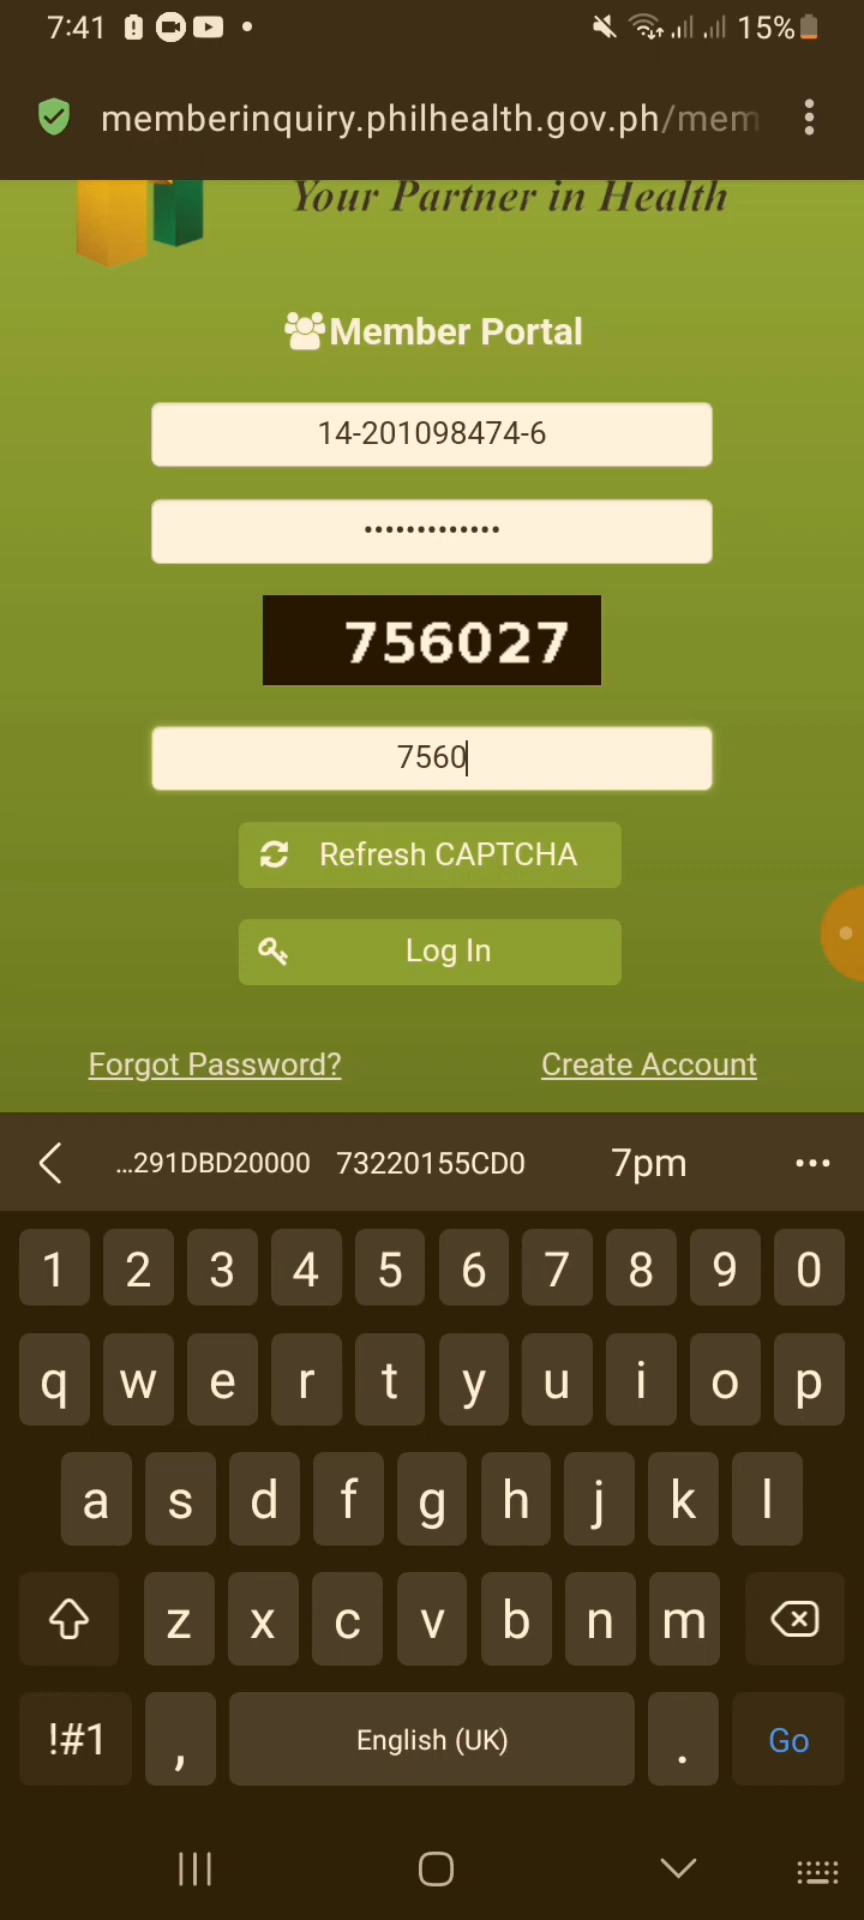 7:41
15%
memberinquiry.philhealth.gov.ph/mem
Your Partner in Health
Member Portal
14-201098474-6
•••••••••••••
756027
7560
Refresh CAPTCHA
Log In
Forgot Password? Create Account
...291DBD20000 73220155CD0 7pm
1 2 3 4 5 6 7 8 9 0
q w e r t y u i o p
a s d f g h j k l
z x c v b n m
!#1 , English (UK) . Go